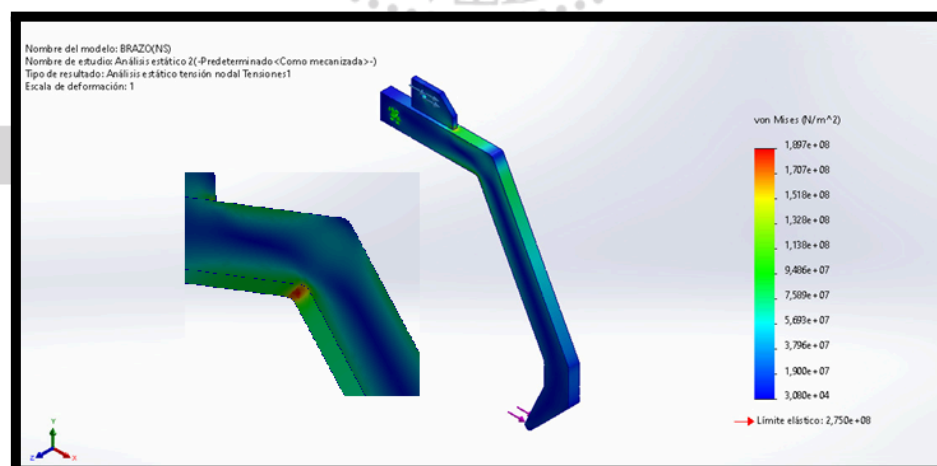 Nombre del modelo: BRAZO(NS)
Nombre de estudio: Análisis estático 2(-Predeterminado<Como mecanizada>-)
Tipo de resultado: Análisis estático tensión nodal Tensiones1
Escala de deformación: 1
von Mises (N/m^2)
1,897e+08
1,707e+08
1,518e+08
1,328e+08
1,138e+08
9,486e+07
7,589e+07
5,693e+07
3,796e+07
1,900e+07
3,080e+04
Límite elástico: 2,750e+08
Y
Z
X